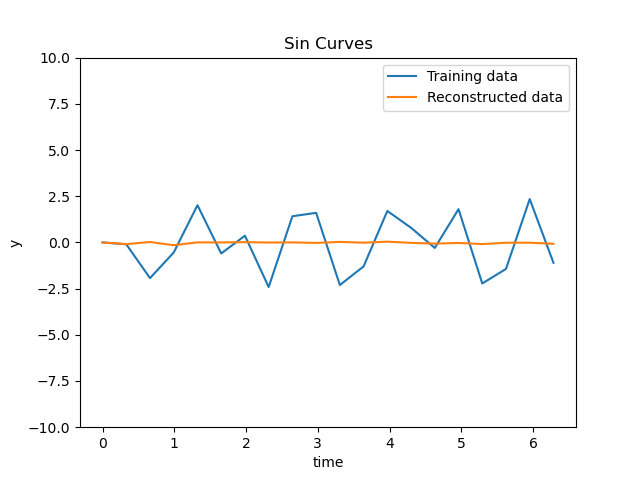 Sin Curves
Training data
Reconstructed data
10.0
7.5
5.0
2.5
0.0
−2.5
−5.0
−7.5
−10.0
y
0 1 2 3 4 5 6
time